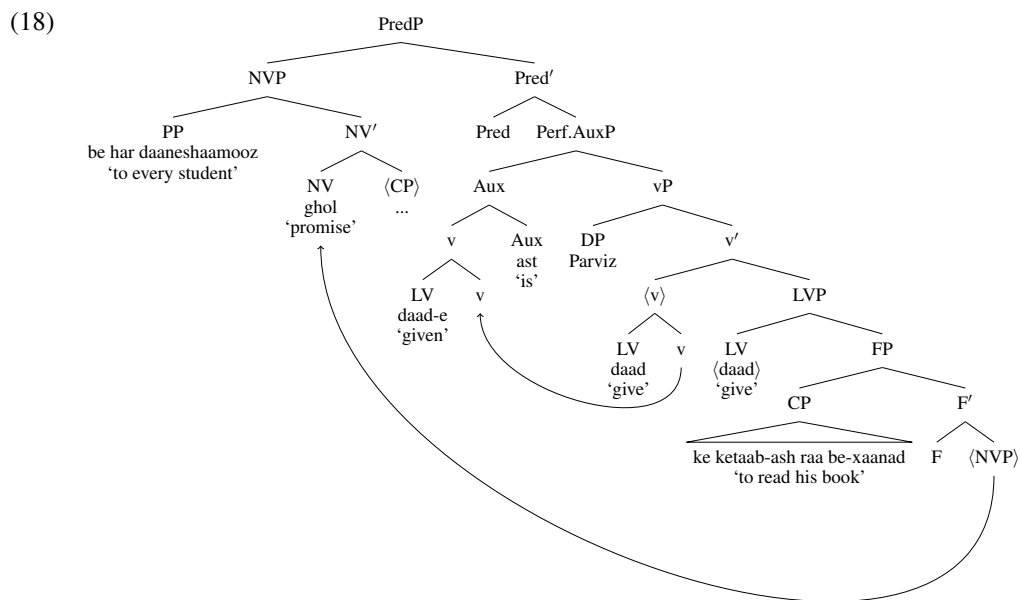 (18)
PredP
NVP Pred′
PP NV′ Pred Perf.AuxP
be har daaneshaamooz
‘to every student’
NV ⟨CP⟩ Aux vP
ghol ...
‘promise’
v Aux DP v′
ast Parviz
‘is’
LV v ⟨v⟩ LVP
daad-e
‘given’
LV v LV FP
daad ⟨daad⟩
‘give’ ‘give’
CP F′
ke ketaab-ash raa be-xaanad F ⟨NVP⟩
‘to read his book’